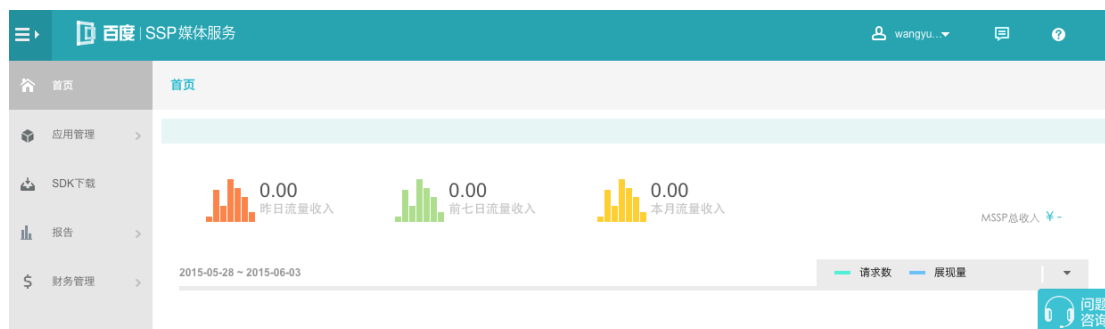 百度 | SSP媒体服务
wangyu...
首页
首页
应用管理
SDK下载
报告
财务管理
0.00
昨日流量收入
0.00
前七日流量收入
0.00
本月流量收入
MSSP总收入 ¥ -
2015-05-28 ~ 2015-06-03
请求数
展现量
问题
咨询